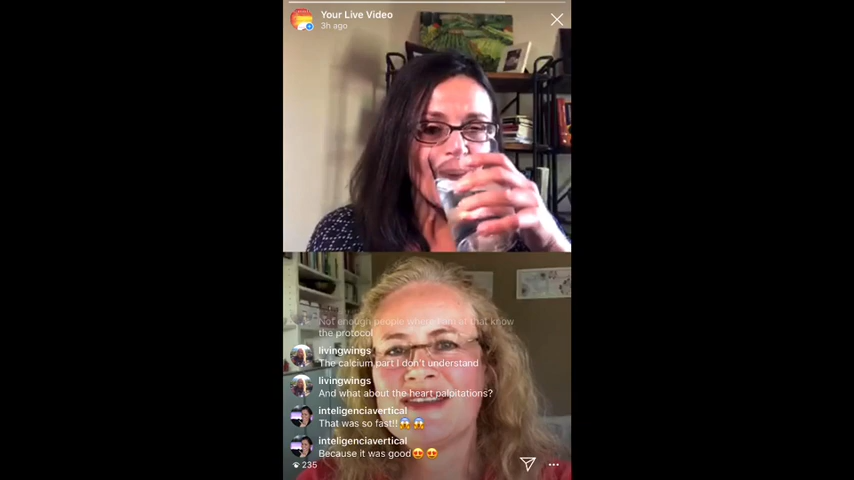 Your Live Video
3h ago
Not enough people where I'm at that know
the protocol
livingwings
The calcium part I don't understand
livingwings
And what about the heart palpitations?
inteligenciavertical
That was so fast!!😱😱
inteligenciavertical
Because it was good😍😍
235